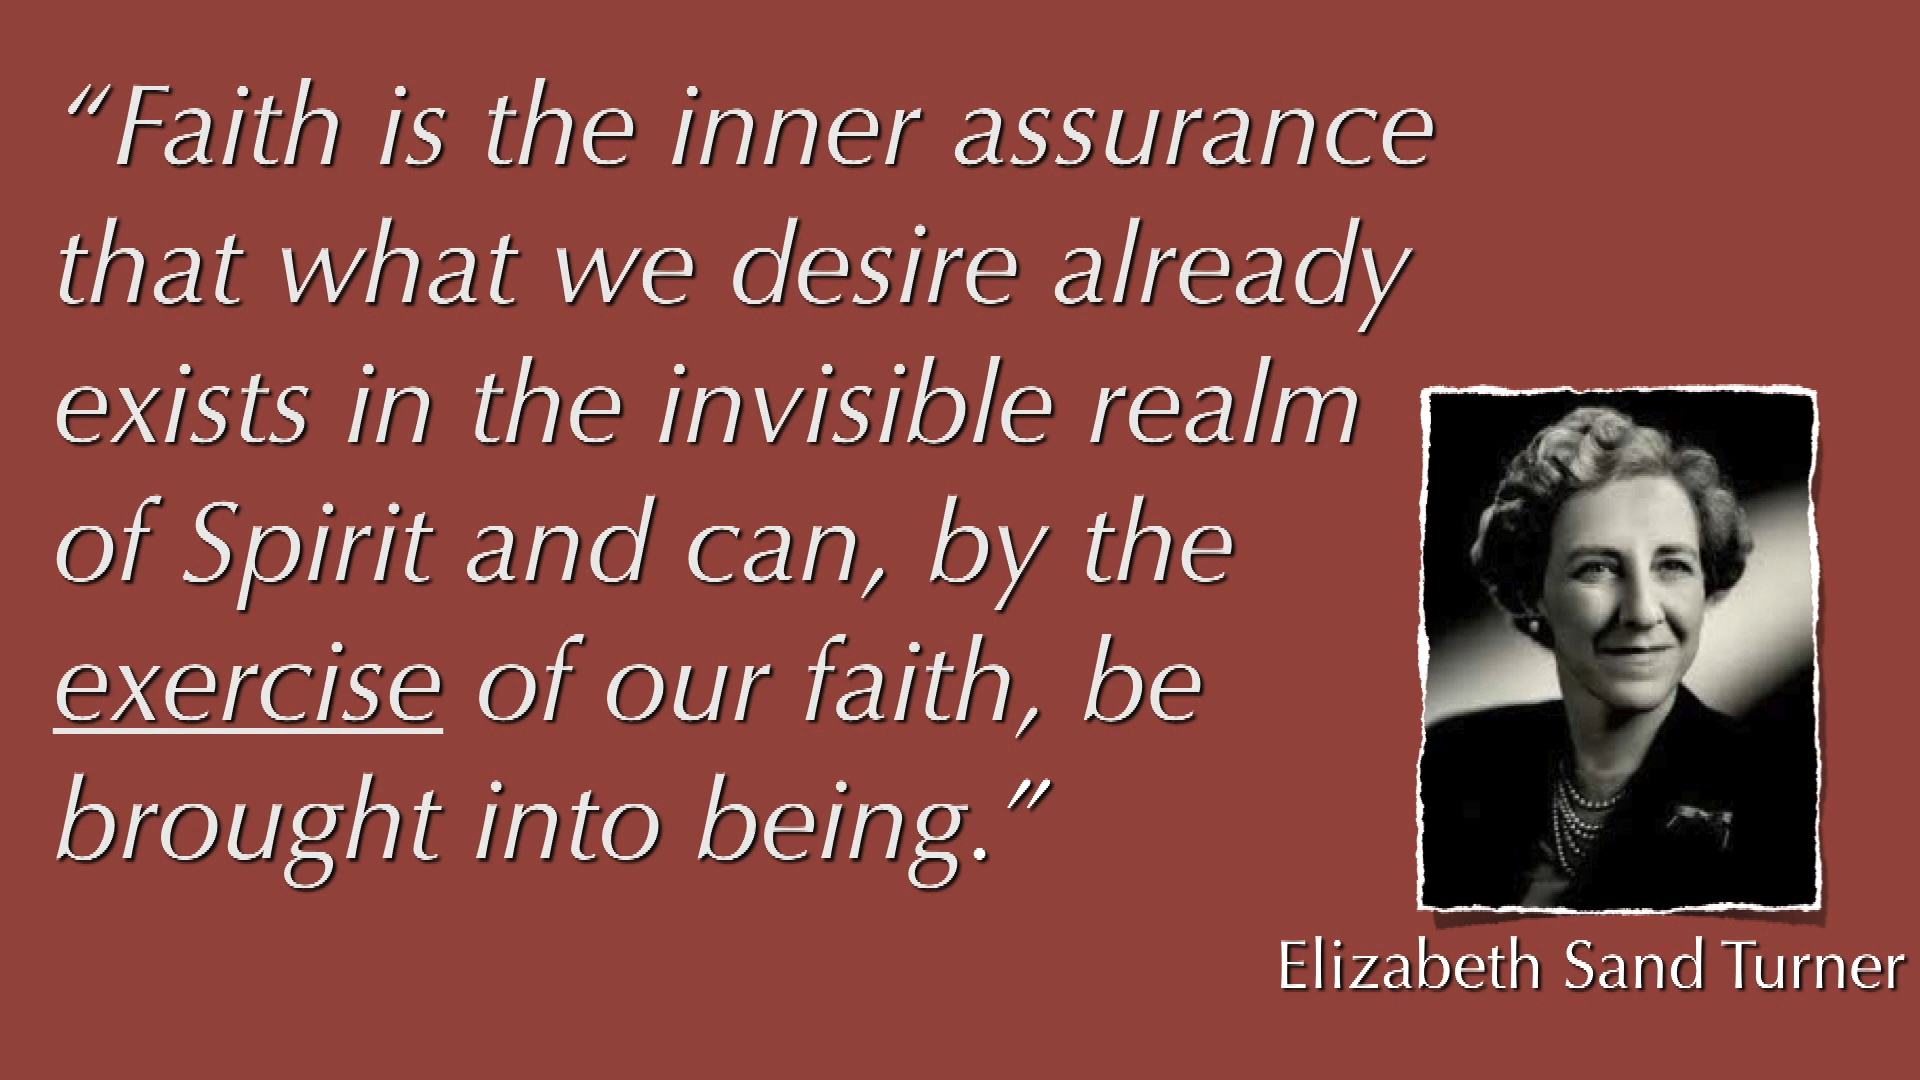 “Faith is the inner assurance
that what we desire already
exists in the invisible realm
of Spirit and can, by the
exercise of our faith, be
brought into being.”
Elizabeth Sand Turner